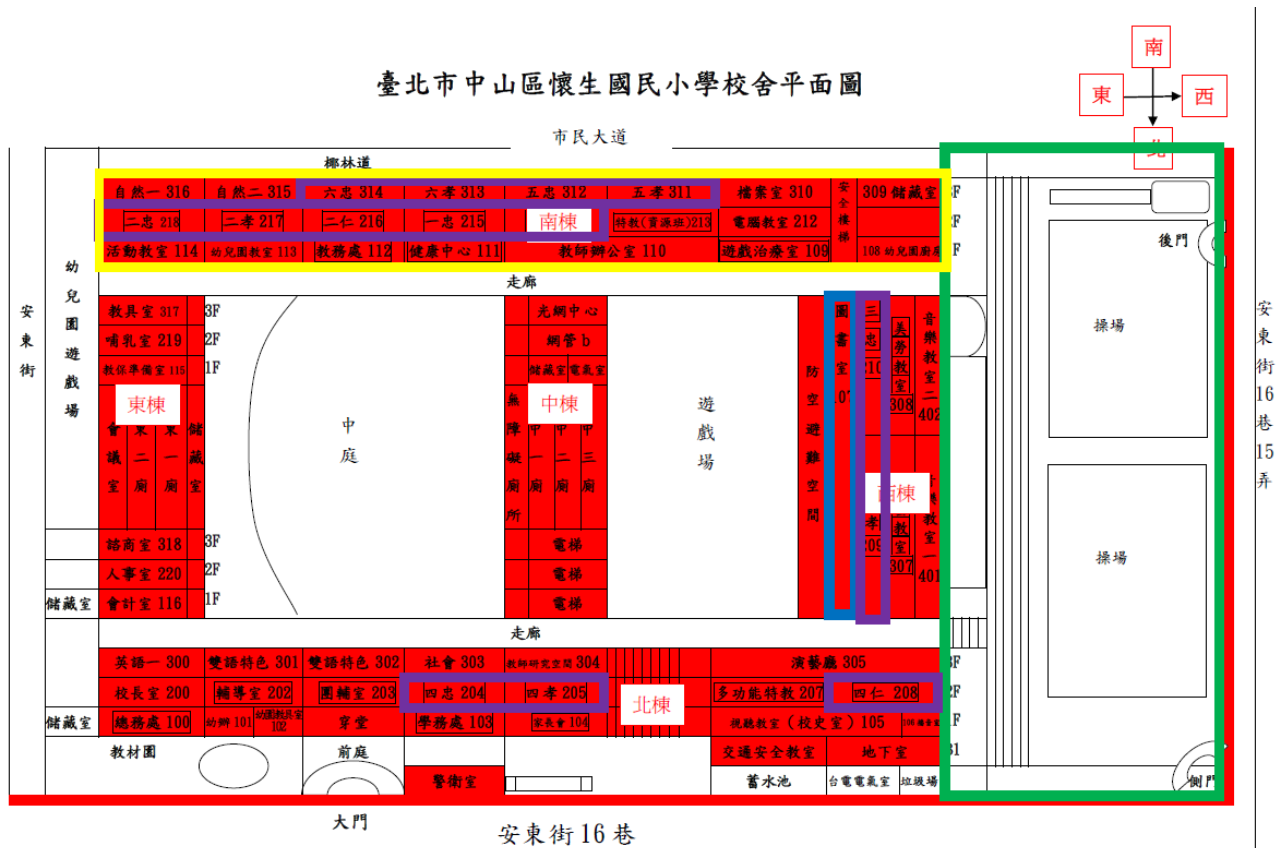 臺北市中山區懷生國民小學校舍平面圖
南
東 西
北
市民大道
椰林道
自然一 316 自然二 315 六忠 314 六孝 313 五忠 312 五孝 311 檔案室 310 安全樓梯 309 儲藏室 3F
二忠 218 二孝 217 二仁 216 一忠 215 南棟 特教(資源班)213 電腦教室 212 2F
活動教室 114 幼兒園教室 113 教務處 112 健康中心 111 教師辦公室 110 遊戲治療室 109 108 幼兒園廚房 1F
後門
走廊
安東街
幼兒園遊戲場
教具室 317 3F
哺乳室 219 2F
教保準備室 115 1F
東棟
會議室 東二廁 東一廁 儲藏室
中庭
光網中心
網管 b
儲藏室 電氣室
中棟
無障礙廁所 中一廁 中二廁 中三廁
遊戲場
防空避難空間
圖書室 107
三忠 210
美勞教室 308
音樂教室二 402
西棟
孝 209
教室 307
教室一 401
操場
操場
安東街16巷15弄
諮商室 318 3F 電梯
人事室 220 2F 電梯
儲藏室 會計室 116 1F 電梯
走廊
英語一 300 雙語特色 301 雙語特色 302 社會 303 教師研究空間 304 演藝廳 305 3F
校長室 200 輔導室 202 團輔室 203 四忠 204 四孝 205 北棟 多功能特教 207 四仁 208 2F
儲藏室 總務處 100 幼辦 101 幼園教具室 102 穿堂 學務處 103 家長會 104 視聽教室（校史室）105 1F
教材園 前庭 交通安全教室 地下室 B1
警衛室 蓄水池 台電電氣室 垃圾場 側門
大門
安東街16巷